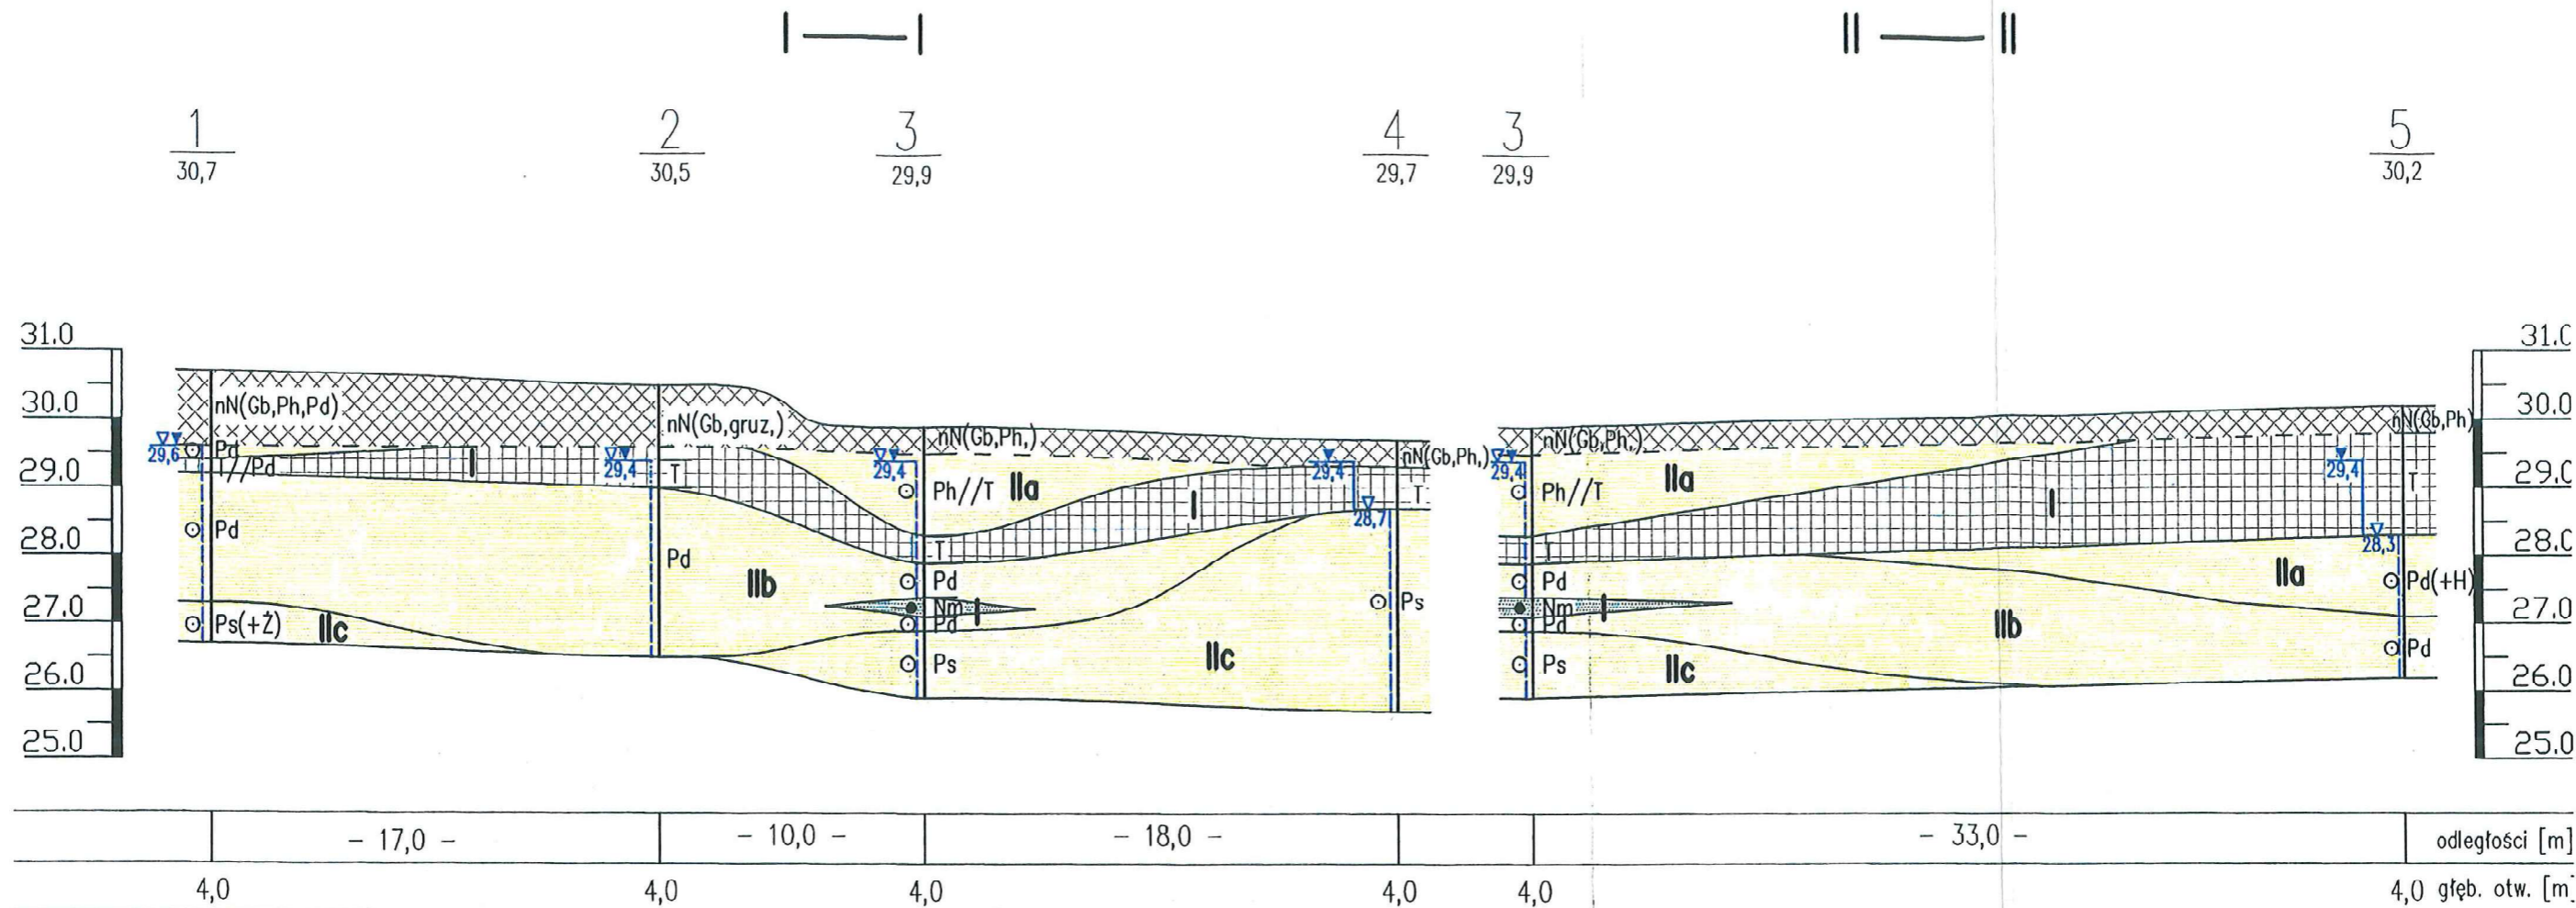 I — I II — II
1 2 3 4 3 5
30,7 30,5 29,9 29,7 29,9 30,2
31.0 31.0
30.0 nN(Gb,Ph,Pd) nN(Gb,gruz,) nN(Gb,Ph,) nN(Gb,Ph,) nN(Gb,Ph,) nN(Gb,Ph) 30.0
29,6 Pd I 29,4 T 29,4 Ph//T IIa I 29,4 T 29,4 Ph//T IIa I 29,4 T
29.0 T//Pd 29.0
28,7
Pd Pd T T 28,3
28.0 28.0
IIb Pd Pd IIa Pd(+H)
27.0 Nm I Ps Nm I 27.0
Ps(+Ż) IIc Pd Pd IIb
Ps IIc Ps IIc Pd
26.0 26.0
25.0 25.0
- 17,0 - - 10,0 - - 18,0 - - 33,0 - odległości [m]
4,0 4,0 4,0 4,0 4,0 4,0 głęb. otw. [m]